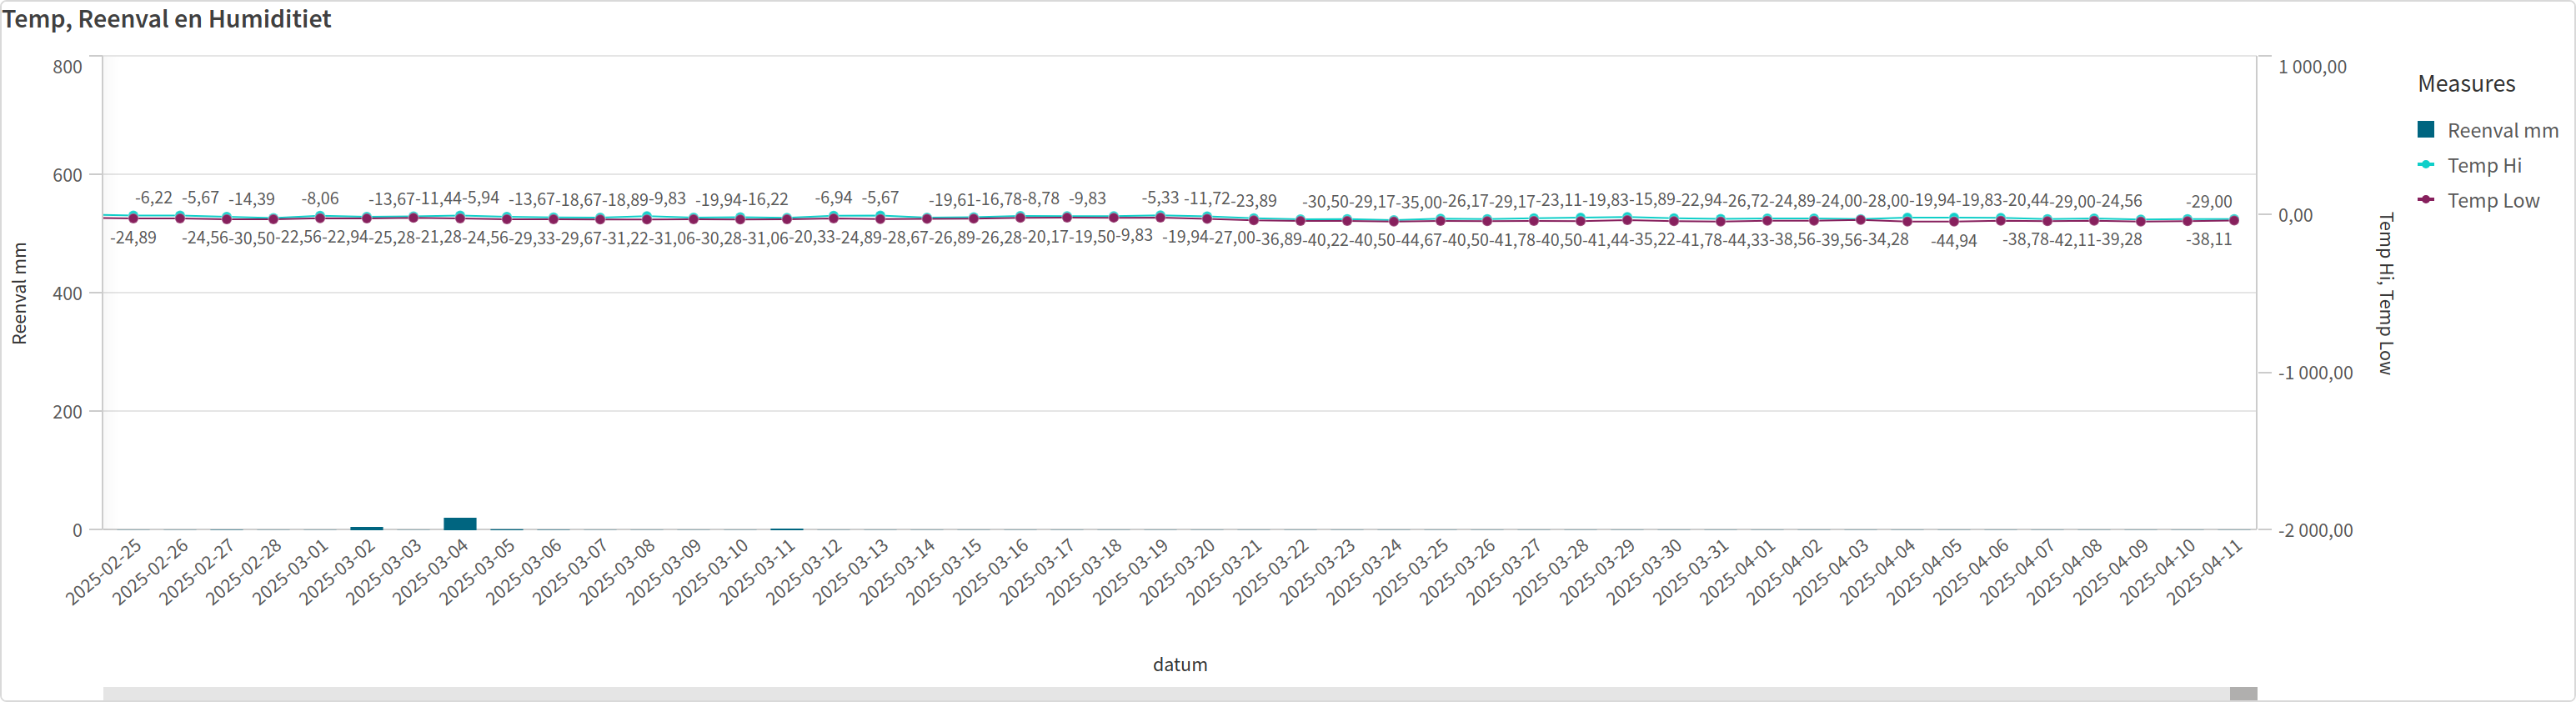 Temp, Reenval en Humiditiet
800
600
400
200
0
Reenval mm
1 000,00
0,00
-1 000,00
-2 000,00
Temp Hi, Temp Low
Measures
Reenval mm
Temp Hi
Temp Low
-6,22 -5,67 -14,39 -8,06 -13,67 -11,44 -5,94 -13,67 -18,67 -18,89 -9,83 -19,94 -16,22 -6,94 -5,67 -19,61 -16,78 -8,78 -9,83 -5,33 -11,72 -23,89 -30,50 -29,17 -35,00 -26,17 -29,17 -23,11 -19,83 -15,89 -22,94 -26,72 -24,89 -24,00 -28,00 -19,94 -19,83 -20,44 -29,00 -24,56 -29,00
-24,89 -24,56 -30,50 -22,56 -22,94 -25,28 -21,28 -24,56 -29,33 -29,67 -31,22 -31,06 -30,28 -31,06 -20,33 -24,89 -28,67 -26,89 -26,28 -20,17 -19,50 -9,83 -19,94 -27,00 -36,89 -40,22 -40,50 -44,67 -40,50 -41,78 -40,50 -41,44 -35,22 -41,78 -44,33 -38,56 -39,56 -34,28 -44,94 -38,78 -42,11 -39,28 -38,11
2025-02-25 2025-02-26 2025-02-27 2025-02-28 2025-03-01 2025-03-02 2025-03-03 2025-03-04 2025-03-05 2025-03-06 2025-03-07 2025-03-08 2025-03-09 2025-03-10 2025-03-11 2025-03-12 2025-03-13 2025-03-14 2025-03-15 2025-03-16 2025-03-17 2025-03-18 2025-03-19 2025-03-20 2025-03-21 2025-03-22 2025-03-23 2025-03-24 2025-03-25 2025-03-26 2025-03-27 2025-03-28 2025-03-29 2025-03-30 2025-03-31 2025-04-01 2025-04-02 2025-04-03 2025-04-04 2025-04-05 2025-04-06 2025-04-07 2025-04-08 2025-04-09 2025-04-10 2025-04-11
datum